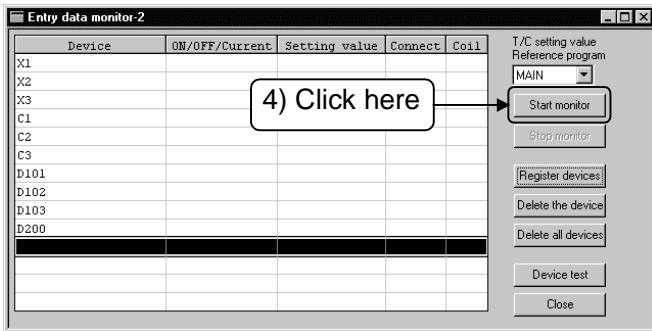 Entry data monitor-2
Device ON/OFF/Current Setting value Connect Coil
X1
X2
X3
C1
C2
C3
D101
D102
D103
D200
4) Click here
T/C setting value
Reference program
MAIN
Start monitor
Stop monitor
Register devices
Delete the device
Delete all devices
Device test
Close